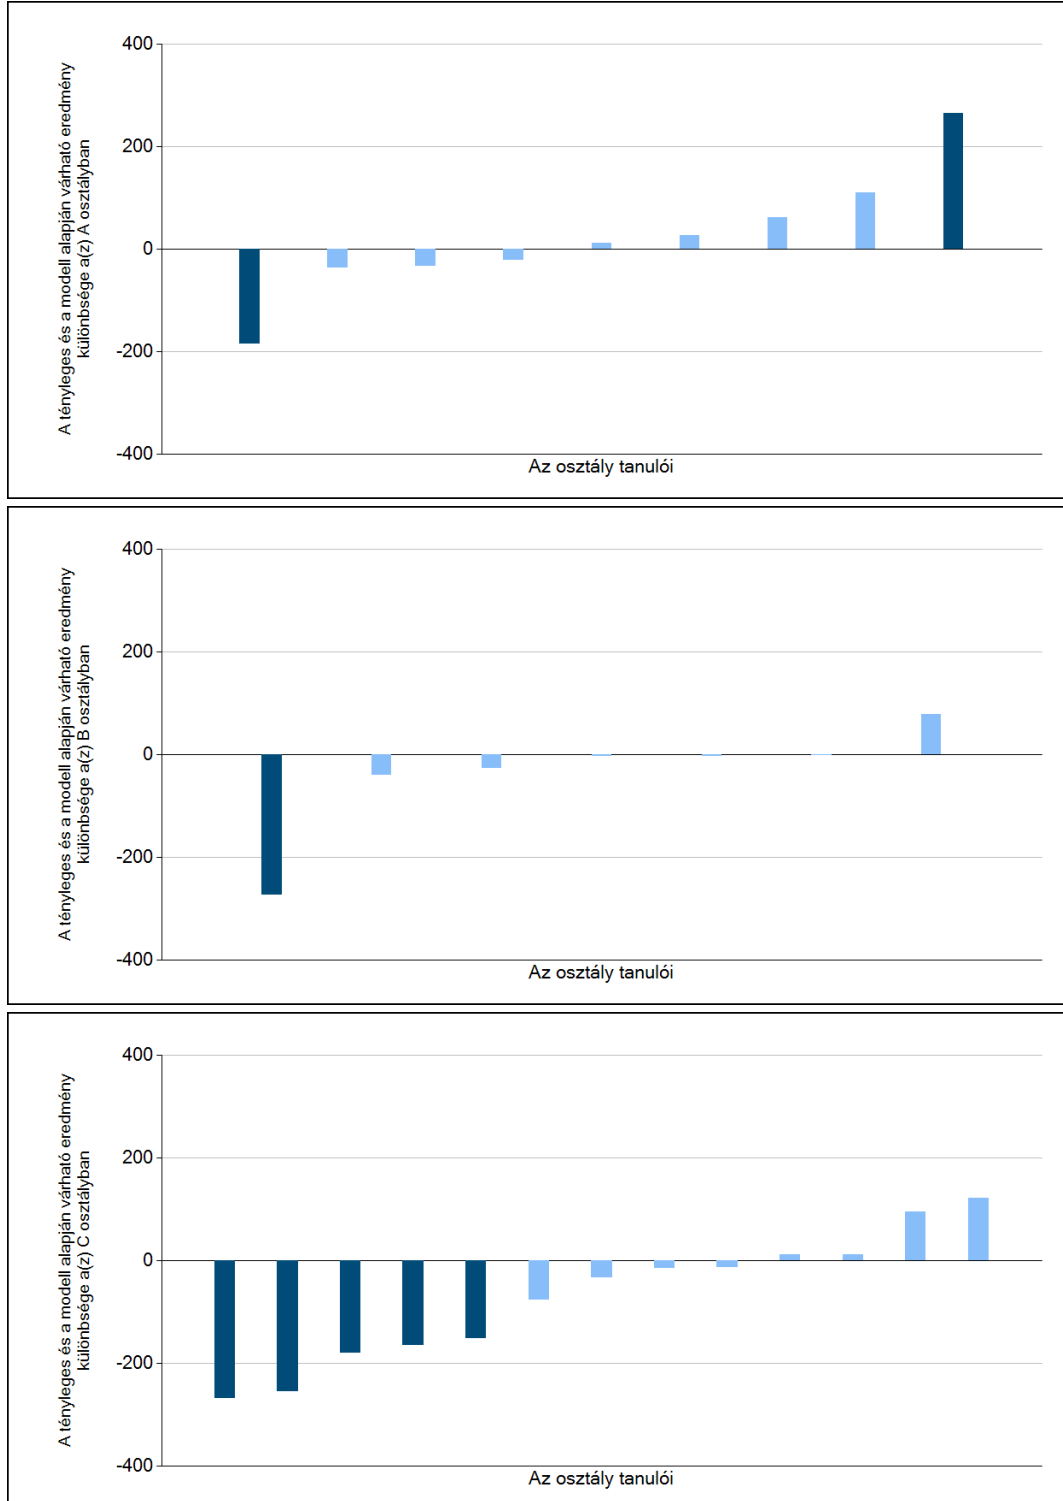 A tényleges és a modell alapján várható eredmény
különbsége a(z) A osztályban
400
200
0
-200
-400
Az osztály tanulói
A tényleges és a modell alapján várható eredmény
különbsége a(z) B osztályban
400
200
0
-200
-400
Az osztály tanulói
A tényleges és a modell alapján várható eredmény
különbsége a(z) C osztályban
400
200
0
-200
-400
Az osztály tanulói